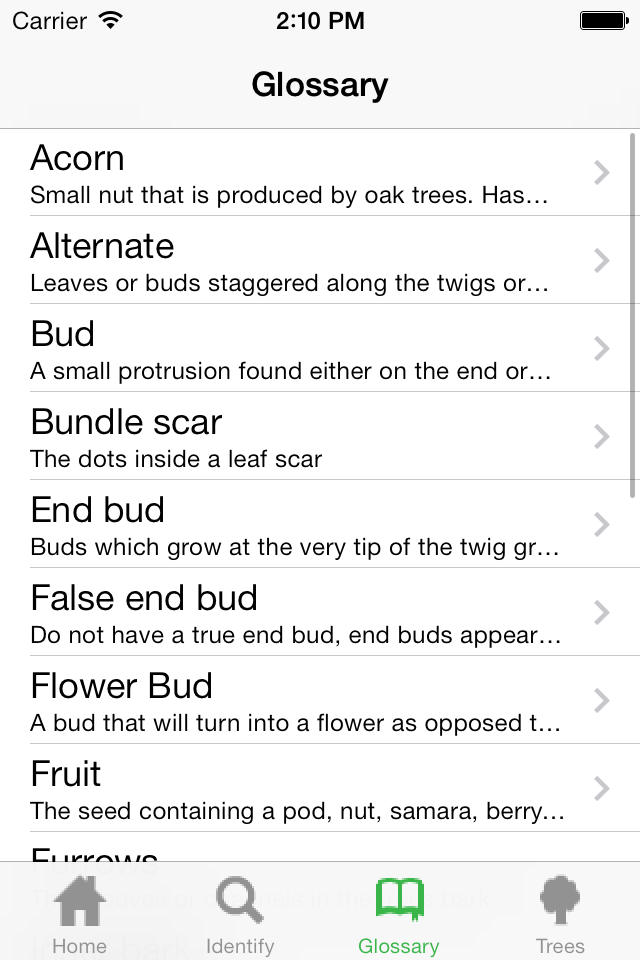 Carrier 2:10 PM
Glossary
Acorn
Small nut that is produced by oak trees. Has...
Alternate
Leaves or buds staggered along the twigs or...
Bud
A small protrusion found either on the end or...
Bundle scar
The dots inside a leaf scar
End bud
Buds which grow at the very tip of the twig gr...
False end bud
Do not have a true end bud, end buds appear...
Flower Bud
A bud that will turn into a flower as opposed t...
Fruit
The seed containing a pod, nut, samara, berry...
Furrows
Home Identify Glossary Trees